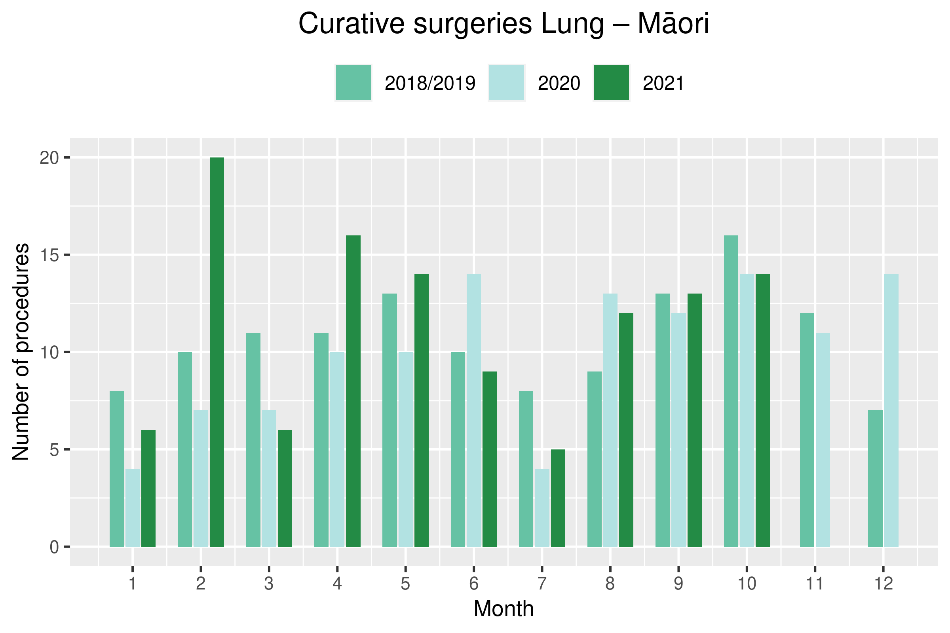 Curative surgeries Lung – Māori
2018/2019 2020 2021
20
15
10
5
0
Number of procedures
1 2 3 4 5 6 7 8 9 10 11 12
Month